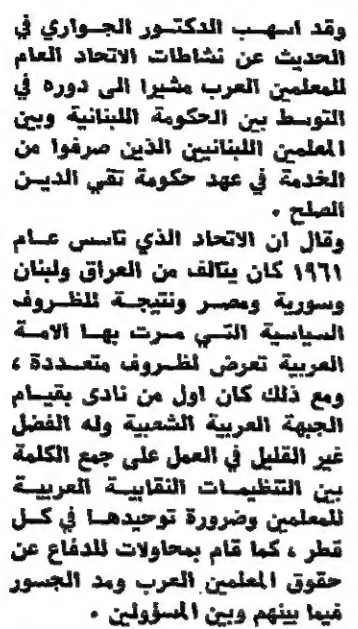 وقد اسهب الدكتور الجواري في
الحديث عن نشاطات الاتحاد العام
للمعلمين العرب مشيرا الى دوره في
التوسط بين الحكومة اللبنانية وبين
المعلمين اللبنانيين الذين صرفوا من
الخدمة في عهد حكومة تقي الدين
الصلح .
وقال ان الاتحاد الذي تاسس عام
١٩٦١ كان يتالف من العراق ولبنان
وسورية ومصر ونتيجة للظروف
السياسية التي مرت بها الامة
العربية تعرض لظروف متعددة ،
ومع ذلك كان اول من نادى بقيام
الجبهة العربية الشعبية وله الفضل
غير القليل في العمل على جمع الكلمة
بين التنظيمات النقابية العربية
للمعلمين وضرورة توحيدها في كل
قطر ، كما قام بمحاولات للدفاع عن
حقوق المعلمين العرب ومد الجسور
فيما بينهم وبين المسؤولين .